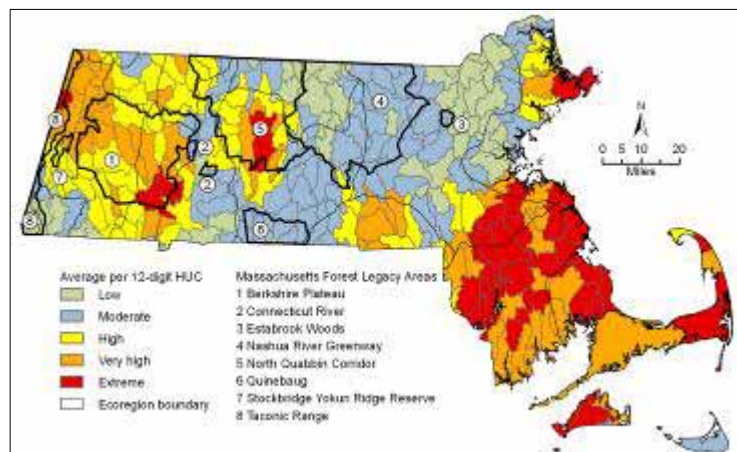 N
0 10 20
Miles
4
5
3
8
1
2
7
2
8
6
Average per 12-digit HUC
Low
Moderate
High
Very high
Extreme
Ecoregion boundary
Massachusetts Forest Legacy Areas
1 Berkshire Plateau
2 Connecticut River
3 Estabrook Woods
4 Nashua River Greenway
5 North Quabbin Corridor
6 Quinebaug
7 Stockbridge Yokun Ridge Reserve
8 Taconic Range